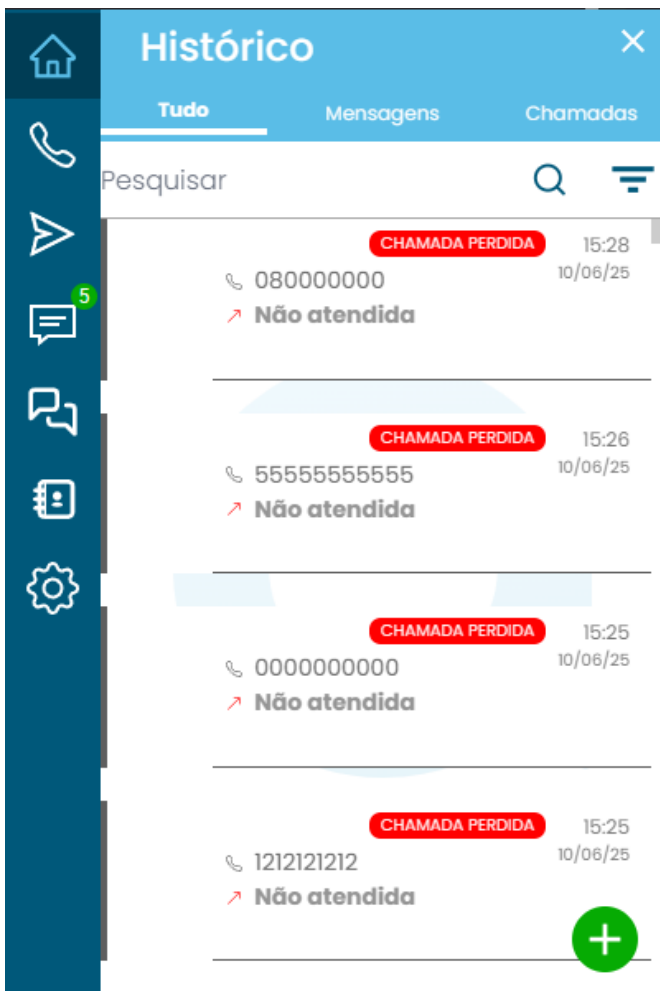 Histórico
Tudo Mensagens Chamadas
Pesquisar
CHAMADA PERDIDA 15:28
080000000 10/06/25
Não atendida
5
CHAMADA PERDIDA 15:26
55555555555 10/06/25
Não atendida
CHAMADA PERDIDA 15:25
0000000000 10/06/25
Não atendida
CHAMADA PERDIDA 15:25
1212121212 10/06/25
Não atendida